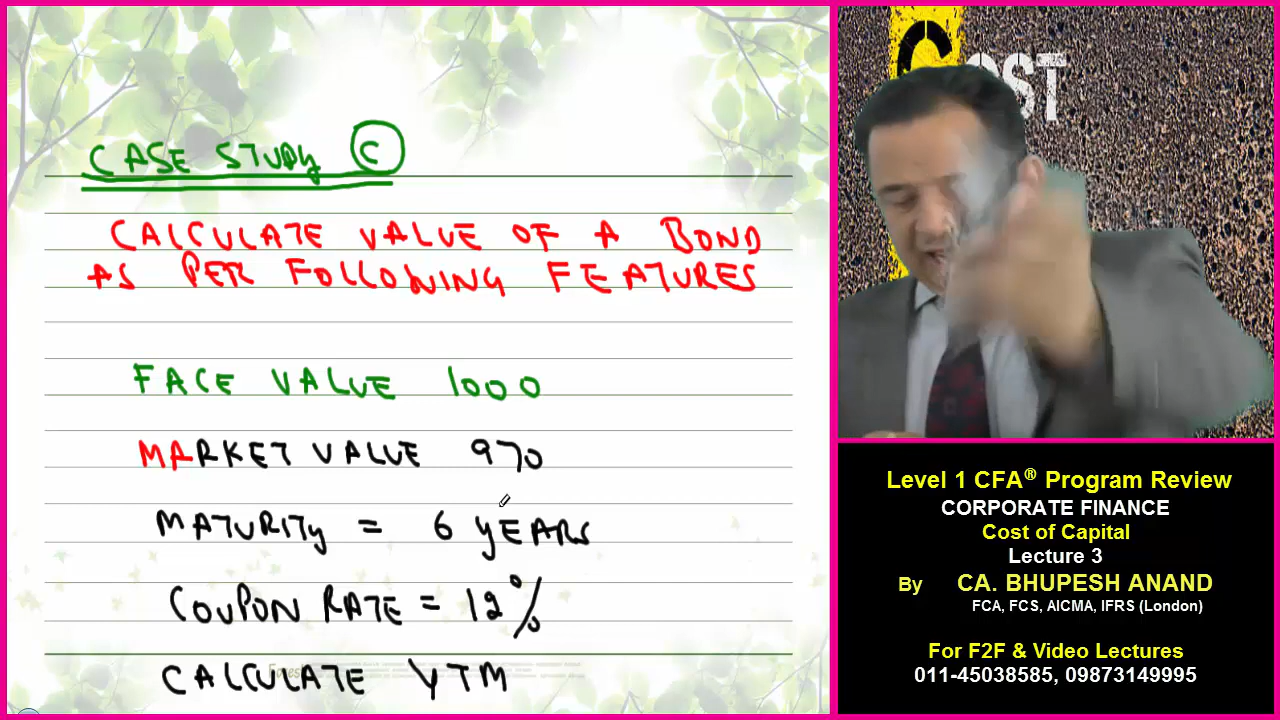 CASE STUDY C
CALCULATE VALUE OF A BOND
AS PER FOLLOWING FEATURES
FACE VALUE 1000
MARKET VALUE 970
MATURITY = 6 YEARS
COUPON RATE = 12%
CALCULATE YTM
COST
Level 1 CFA® Program Review
CORPORATE FINANCE
Cost of Capital
Lecture 3
By CA. BHUPESH ANAND
FCA, FCS, AICMA, IFRS (London)
For F2F & Video Lectures
011-45038585, 09873149995